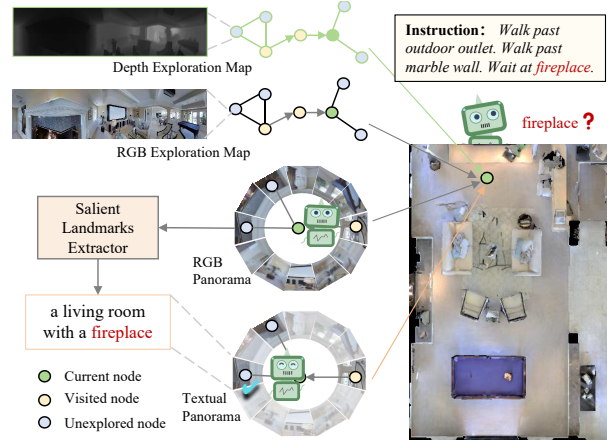 Depth Exploration Map
RGB Exploration Map
Instruction: Walk past
outdoor outlet. Walk past
marble wall. Wait at fireplace.
fireplace ?
Salient
Landmarks
Extractor
RGB
Panorama
a living room
with a fireplace
Textual
Panorama
Current node
Visited node
Unexplored node